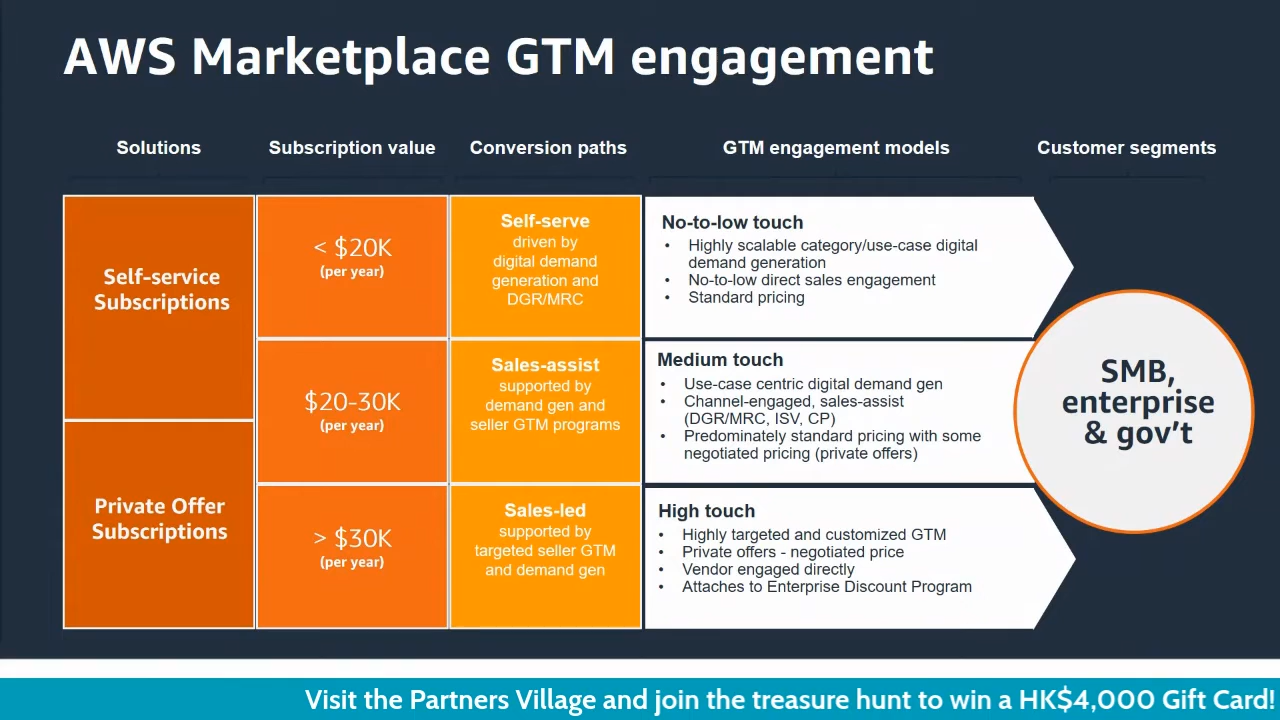 AWS Marketplace GTM engagement
Solutions
Subscription value
Conversion paths
GTM engagement models
Customer segments
Self-service
Subscriptions
Private Offer
Subscriptions
< $20K
(per year)
$20-30K
(per year)
> $30K
(per year)
Self-serve
driven by
digital demand
generation and
DGR/MRC
Sales-assist
supported by
demand gen and
seller GTM programs
Sales-led
supported by
targeted seller GTM
and demand gen
No-to-low touch
• Highly scalable category/use-case digital
demand generation
• No-to-low direct sales engagement
• Standard pricing
Medium touch
• Use-case centric digital demand gen
• Channel-engaged, sales-assist
(DGR/MRC, ISV, CP)
• Predominately standard pricing with some
negotiated pricing (private offers)
High touch
• Highly targeted and customized GTM
• Private offers - negotiated price
• Vendor engaged directly
• Attaches to Enterprise Discount Program
SMB,
enterprise
& gov’t
Visit the Partners Village and join the treasure hunt to win a HK$4,000 Gift Card!